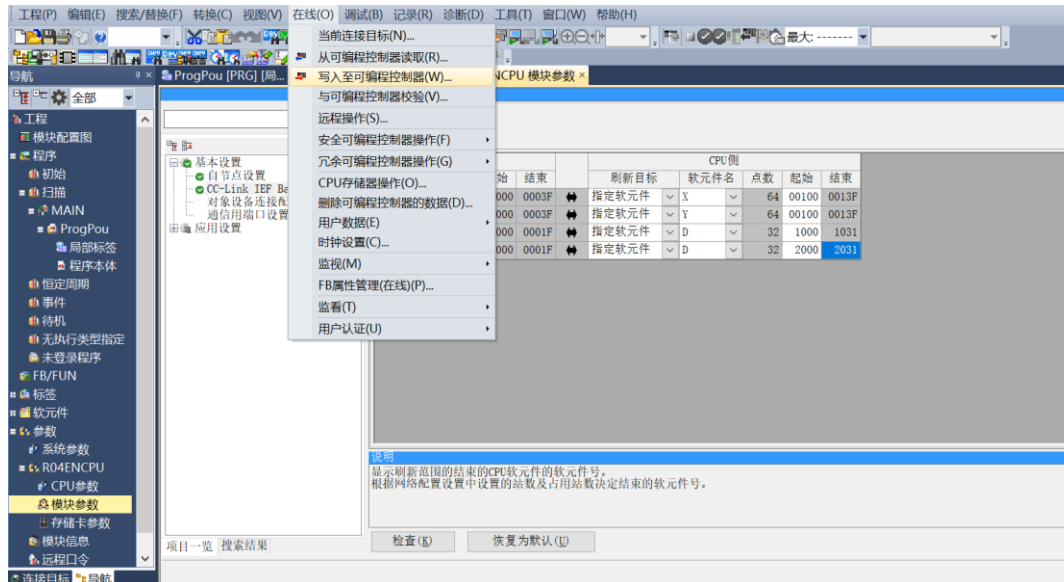 工程(P) 编辑(E) 搜索/替换(F) 转换(C) 视图(V) 在线(O) 调试(B) 记录(R) 诊断(D) 工具(T) 窗口(W) 帮助(H)
最大: -------
导航
ProgPou [PRG] [局...
NCPU 模块参数
全部
工程
模块配置图
程序
初始
扫描
MAIN
ProgPou
局部标签
程序本体
恒定周期
事件
待机
无执行类型指定
未登录程序
FB/FUN
标签
软元件
参数
系统参数
R04ENCPU
CPU参数
模块参数
存储卡参数
模块信息
远程口令
连接目标 导航
基本设置
自节点设置
CC-Link IEF Ba
对象设备连接配
通信用端口设置
应用设置
项目一览 搜索结果
当前连接目标(N)...
从可编程控制器读取(R)...
写入至可编程控制器(W)...
与可编程控制器校验(V)...
远程操作(S)...
安全可编程控制器操作(F)
冗余可编程控制器操作(G)
CPU存储器操作(O)...
删除可编程控制器的数据(D)...
用户数据(E)
时钟设置(C)...
监视(M)
FB属性管理(在线)(P)...
监看(T)
用户认证(U)
CPU侧
始 结束 刷新目标 软元件名 点数 起始 结束
000 0003F 指定软元件 X 64 00100 0013F
000 0003F 指定软元件 Y 64 00100 0013F
000 0001F 指定软元件 D 32 1000 1031
000 0001F 指定软元件 D 32 2000 2031
说明
显示刷新范围的结束的CPU软元件的软元件号。
根据网络配置设置中设置的站数及占用站数决定结束的软元件号。
检查(K) 恢复为默认(U)